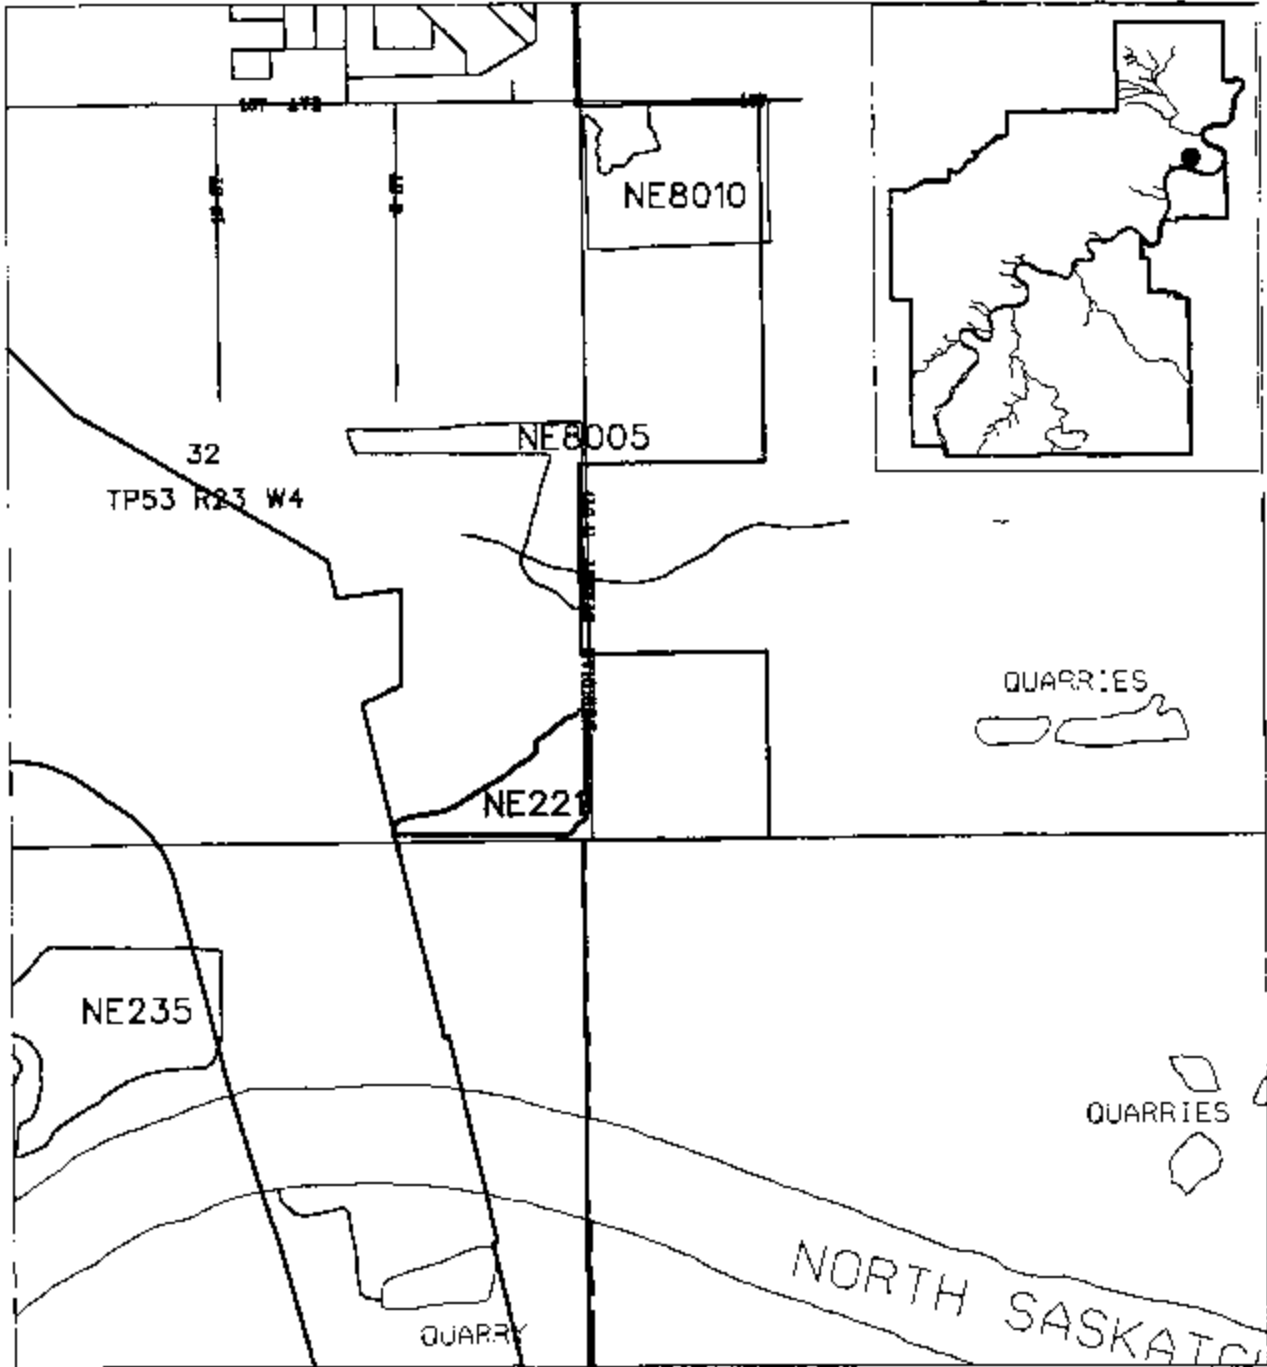 NE8010
NE8005
32
TP53 R23 W4
QUARRIES
NE221
NE235
QUARRIES
NORTH SASKATC
QUARRY